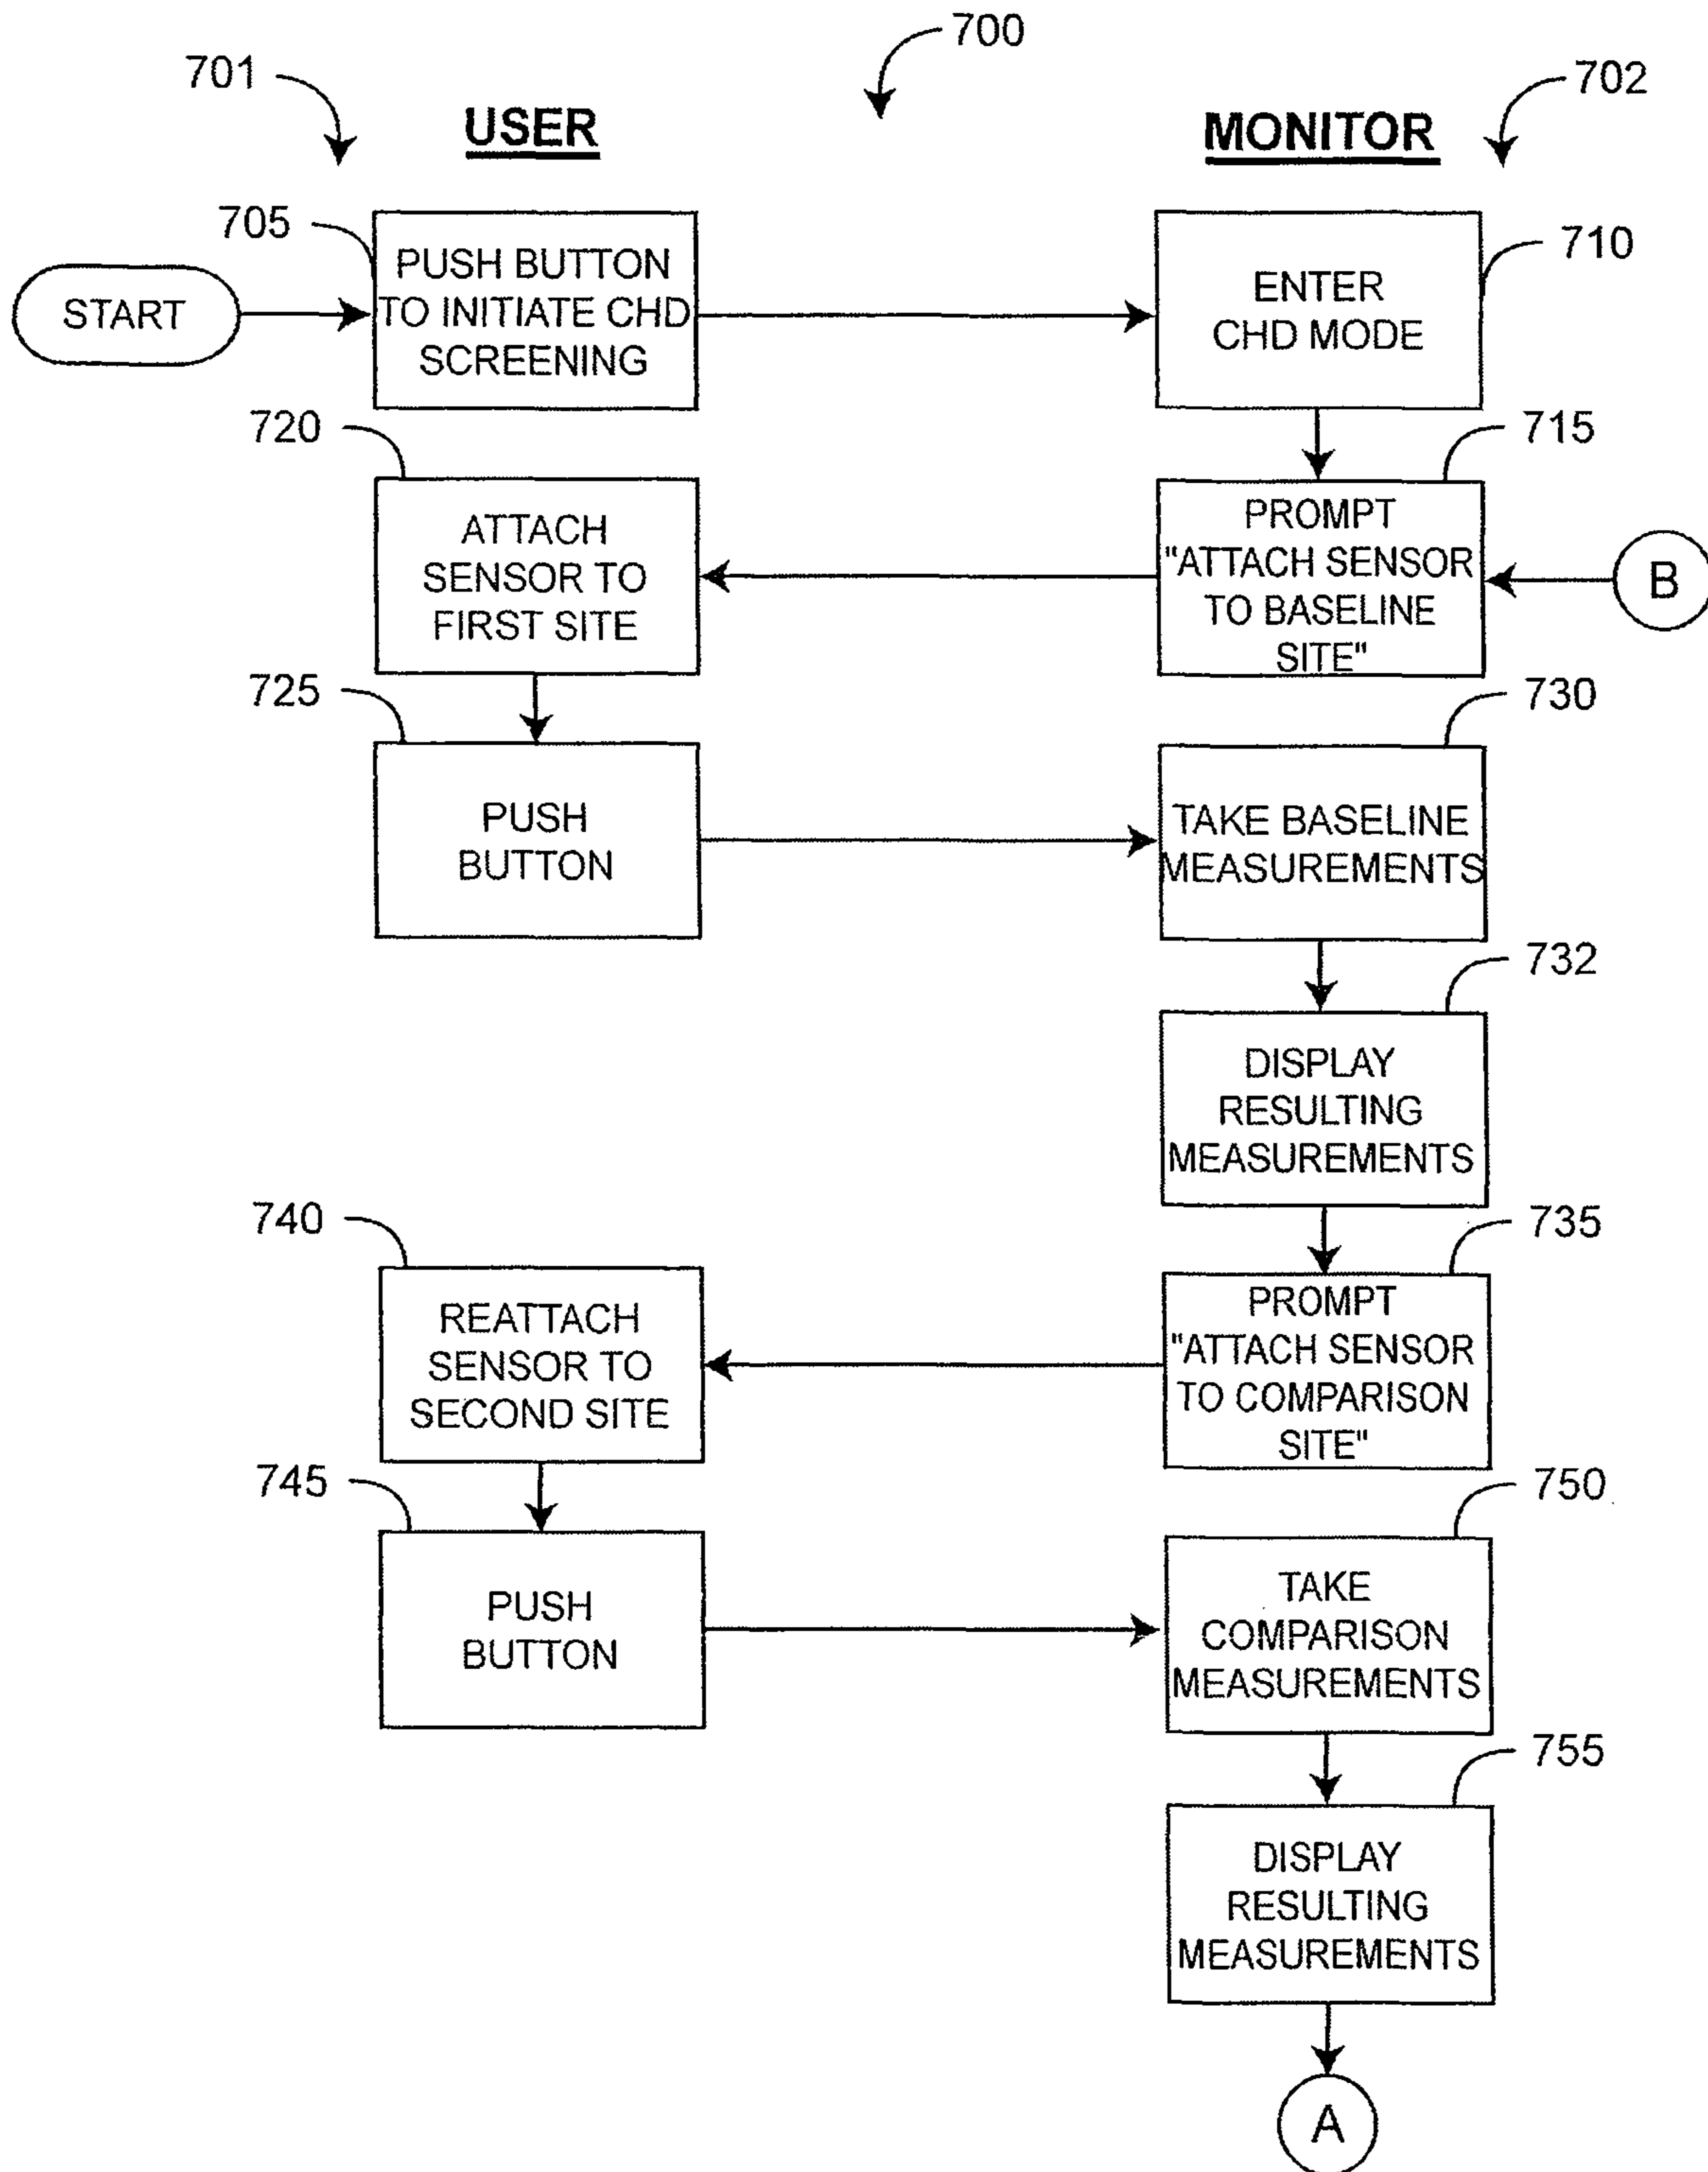 700
701
702
USER
MONITOR
705
710
START
PUSH BUTTON
TO INITIATE CHD
SCREENING
ENTER
CHD MODE
720
715
ATTACH
SENSOR TO
FIRST SITE
PROMPT
"ATTACH SENSOR
TO BASELINE
SITE"
B
725
730
PUSH
BUTTON
TAKE BASELINE
MEASUREMENTS
732
DISPLAY
RESULTING
MEASUREMENTS
740
735
REATTACH
SENSOR TO
SECOND SITE
PROMPT
"ATTACH SENSOR
TO COMPARISON
SITE"
745
750
PUSH
BUTTON
TAKE
COMPARISON
MEASUREMENTS
755
DISPLAY
RESULTING
MEASUREMENTS
A